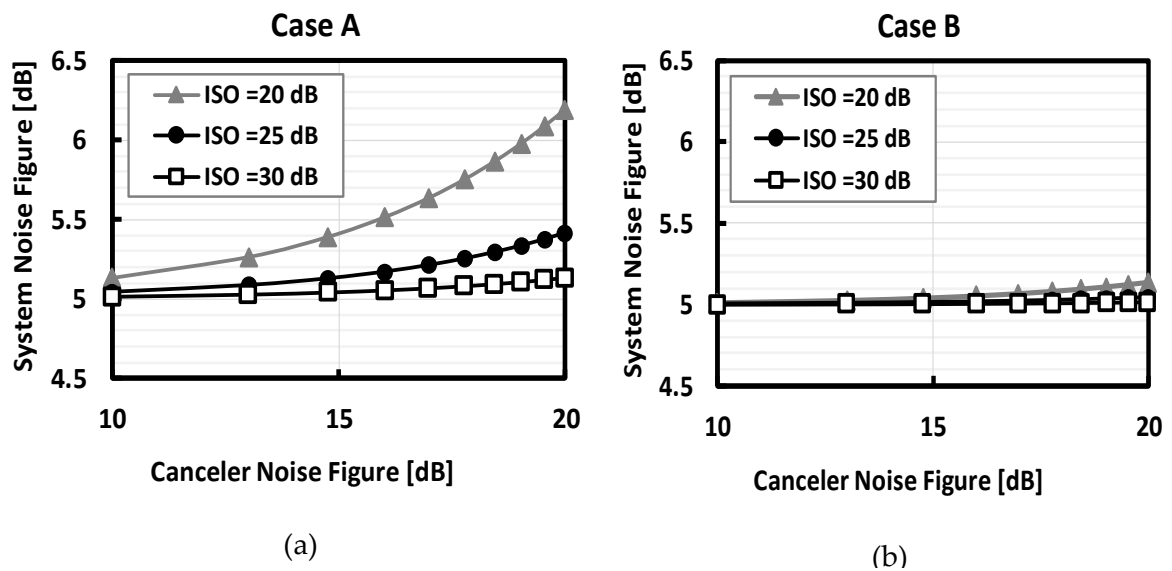 Case A
System Noise Figure [dB]
6.5
6
5.5
5
4.5
ISO =20 dB
ISO =25 dB
ISO =30 dB
10
15
20
Canceler Noise Figure [dB]
(a)
Case B
System Noise Figure [dB]
6.5
6
5.5
5
4.5
ISO =20 dB
ISO =25 dB
ISO =30 dB
10
15
20
Canceler Noise Figure [dB]
(b)